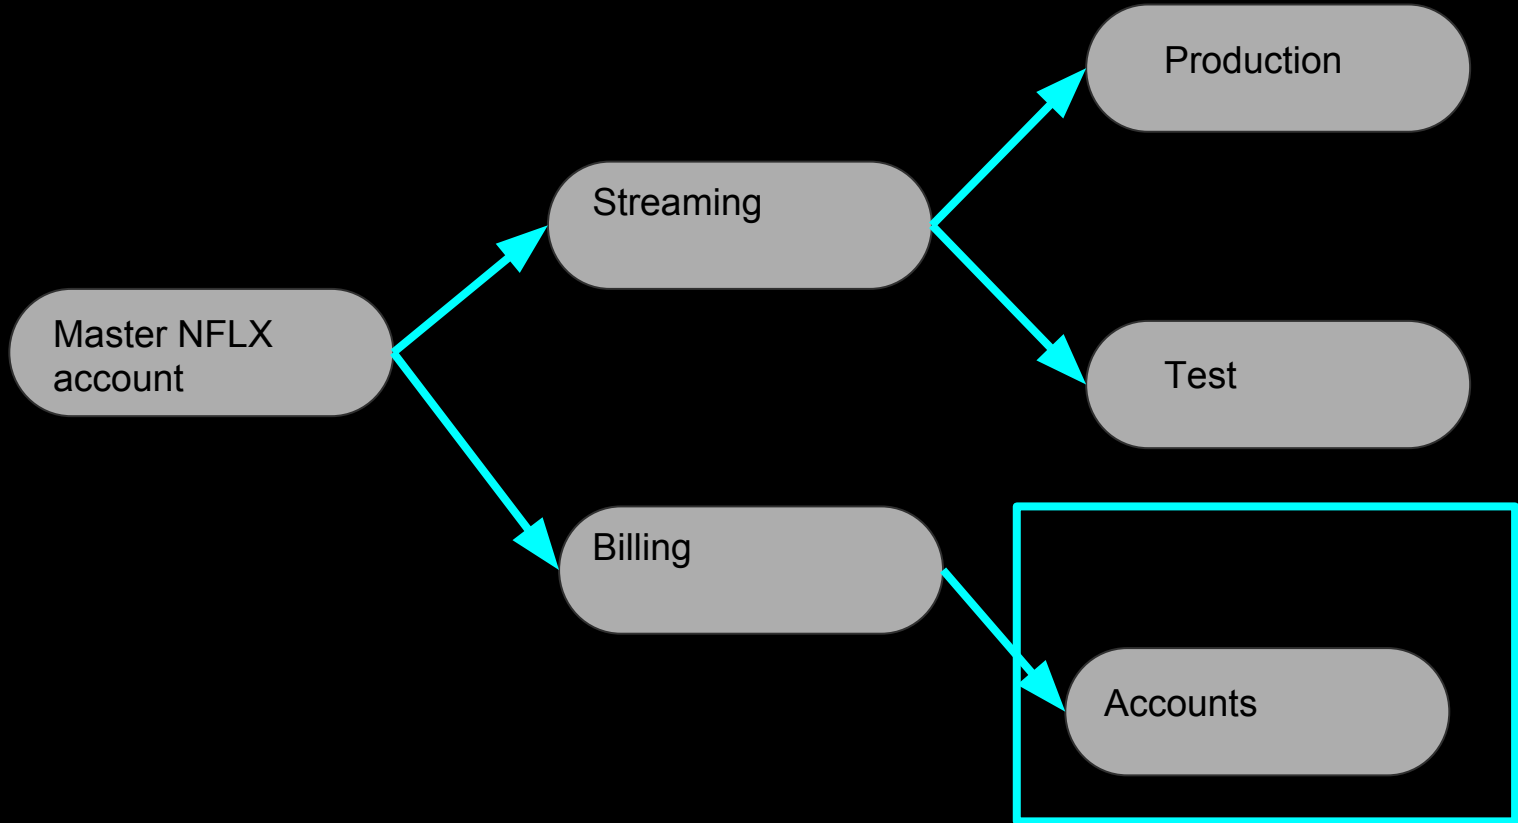 Production
Streaming
Master NFLX
account
Test
Billing
Accounts